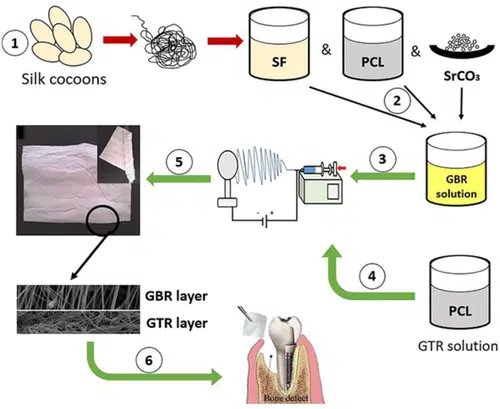 1
Silk cocoons
SF
&
PCL
&
SrCO₃
2
GBR
solution
3
5
- +
4
PCL
GTR solution
GBR layer
GTR layer
6
Bone defect